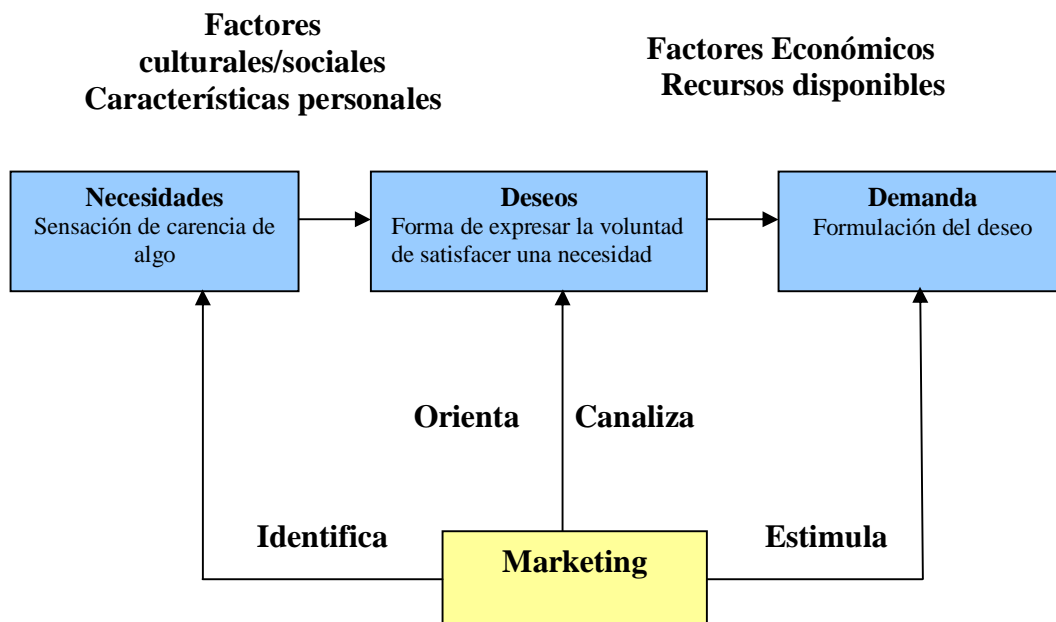 Factores
culturales/sociales
Características personales
Factores Económicos
Recursos disponibles
Necesidades
Sensación de carencia de
algo
Deseos
Forma de expresar la voluntad
de satisfacer una necesidad
Demanda
Formulación del deseo
Orienta
Canaliza
Identifica
Marketing
Estimula